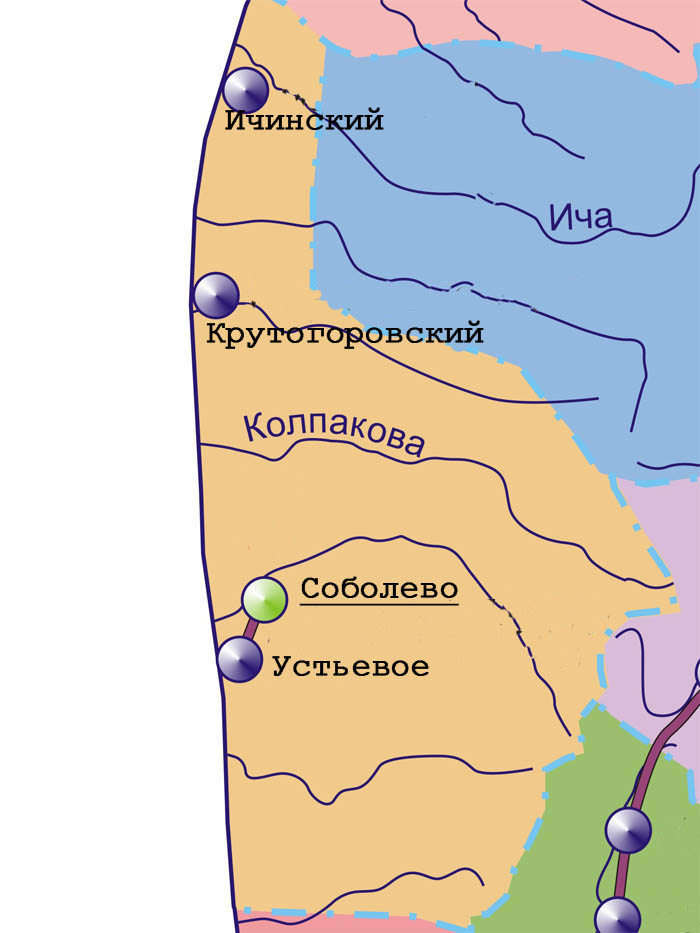 Ичинский
Ича
Крутогоровский
Колпакова
Соболево
Устьевое